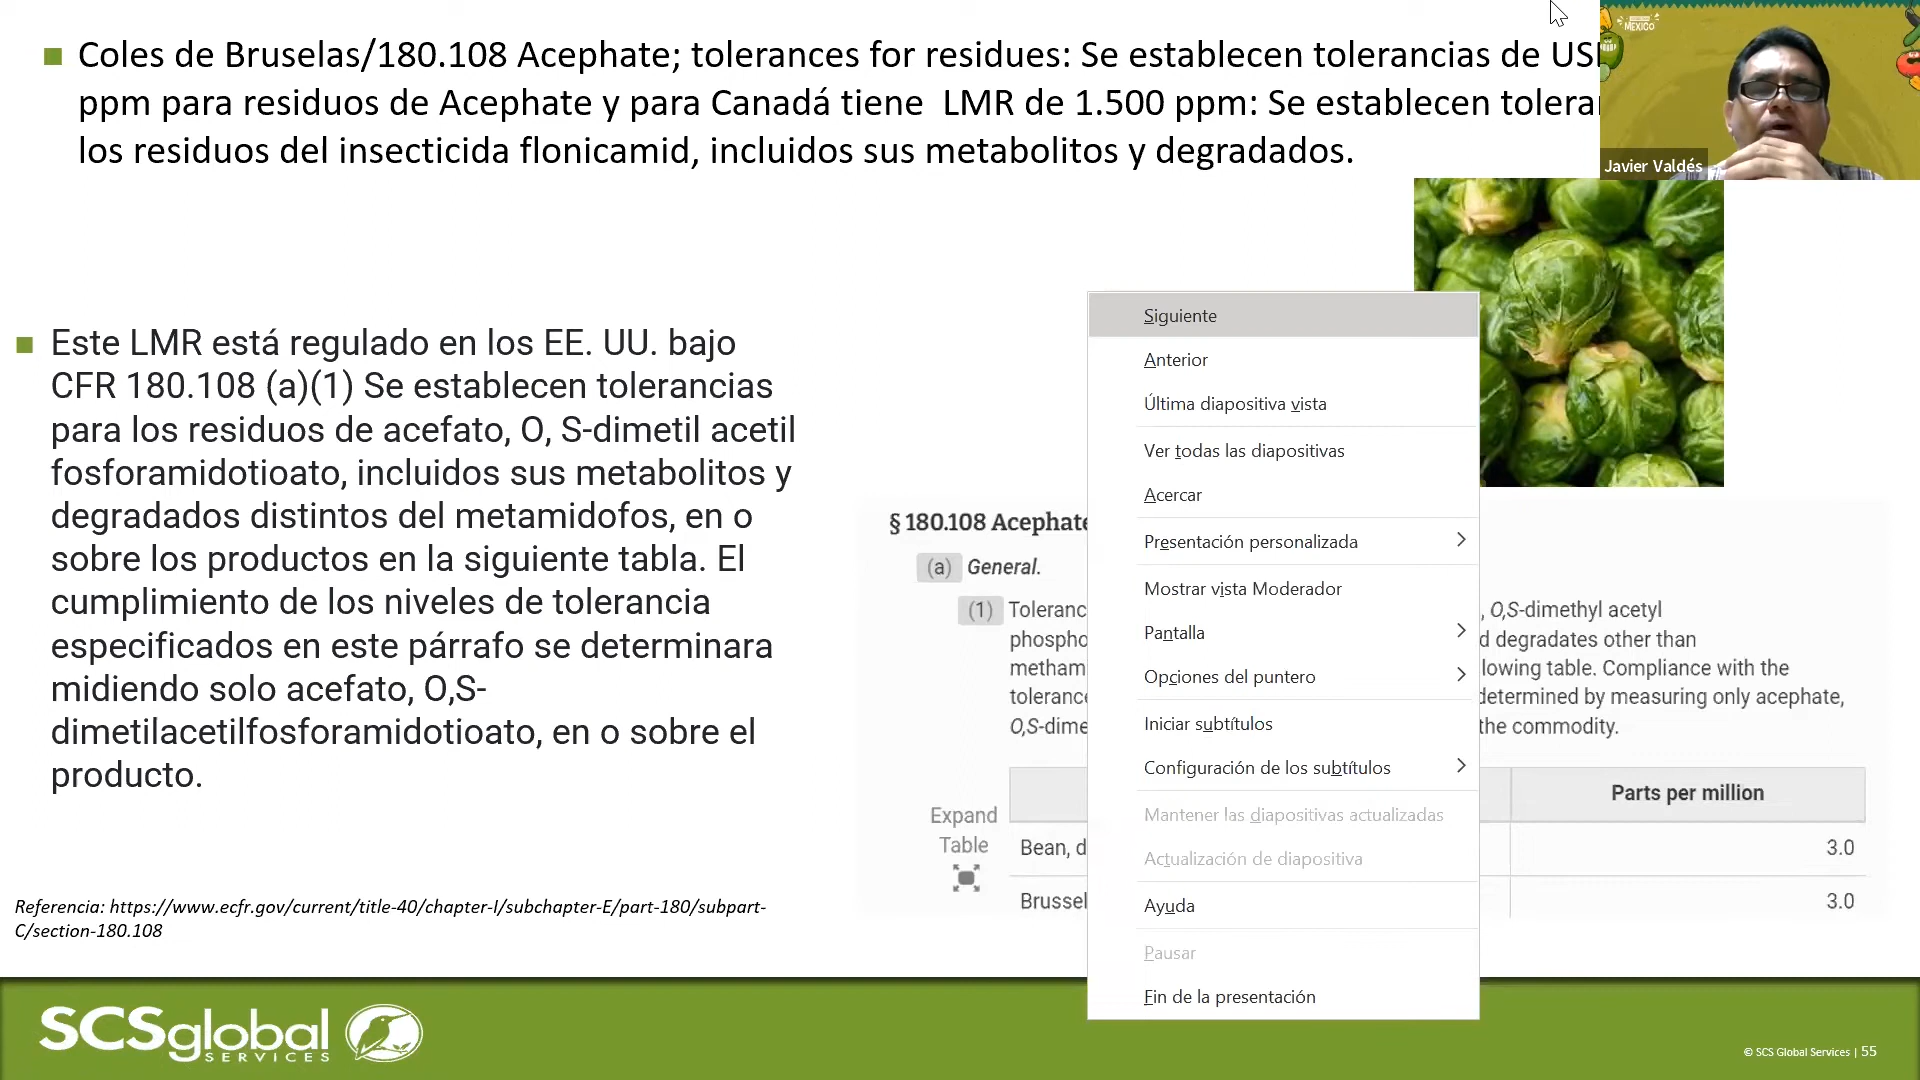 Coles de Bruselas/180.108 Acephate; tolerances for residues: Se establecen tolerancias de
ppm para residuos de Acephate y para Canadá tiene LMR de 1.500 ppm: Se establecen
los residuos del insecticida flonicamid, incluidos sus metabolitos y degradados.
MÉXICO
Javier Valdés
Este LMR está regulado en los EE. UU. bajo
CFR 180.108 (a)(1) Se establecen tolerancias
para los residuos de acefato, O, S-dimetil acetil
fosforamidotioato, incluidos sus metabolitos y
degradados distintos del metamidofos, en o
sobre los productos en la siguiente tabla. El
cumplimiento de los niveles de tolerancia
especificados en este párrafo se determinara
midiendo solo acefato, O,S-
dimetilacetilfosforamidotioato, en o sobre el
producto.
Referencia: https://www.ecfr.gov/current/title-40/chapter-I/subchapter-E/part-180/subpart-
C/section-180.108
Siguiente
Anterior
Última diapositiva vista
Ver todas las diapositivas
Acercar
Presentación personalizada
Mostrar vista Moderador
Pantalla
Opciones del puntero
Iniciar subtítulos
Configuración de los subtítulos
Mantener las diapositivas actualizadas
Actualización de diapositiva
Ayuda
Pausar
Fin de la presentación
§ 180.108 Acephate
(a) General.
(1) , O,S-dimethyl acetyl
degradates other than
table. Compliance with the
determined by measuring only acephate,
the commodity.
Expand
Table
Parts per million
Bean, 3.0
3.0
SCSglobal
SERVICES
© SCS Global Services | 55